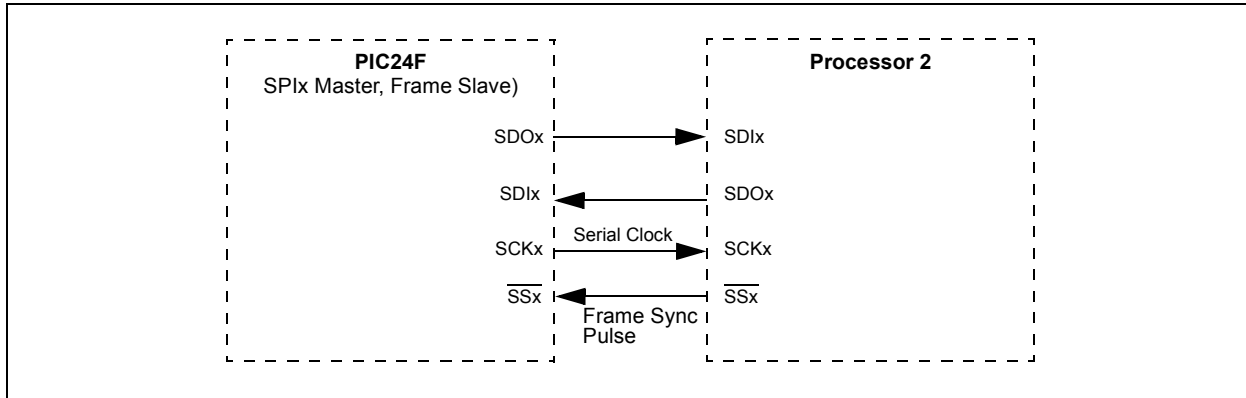 PIC24F
SPIx Master, Frame Slave)
Processor 2
SDOx
SDIx
SDIx
SDOx
SCKx
Serial Clock
SCKx
SSx
SSx
Frame Sync
Pulse